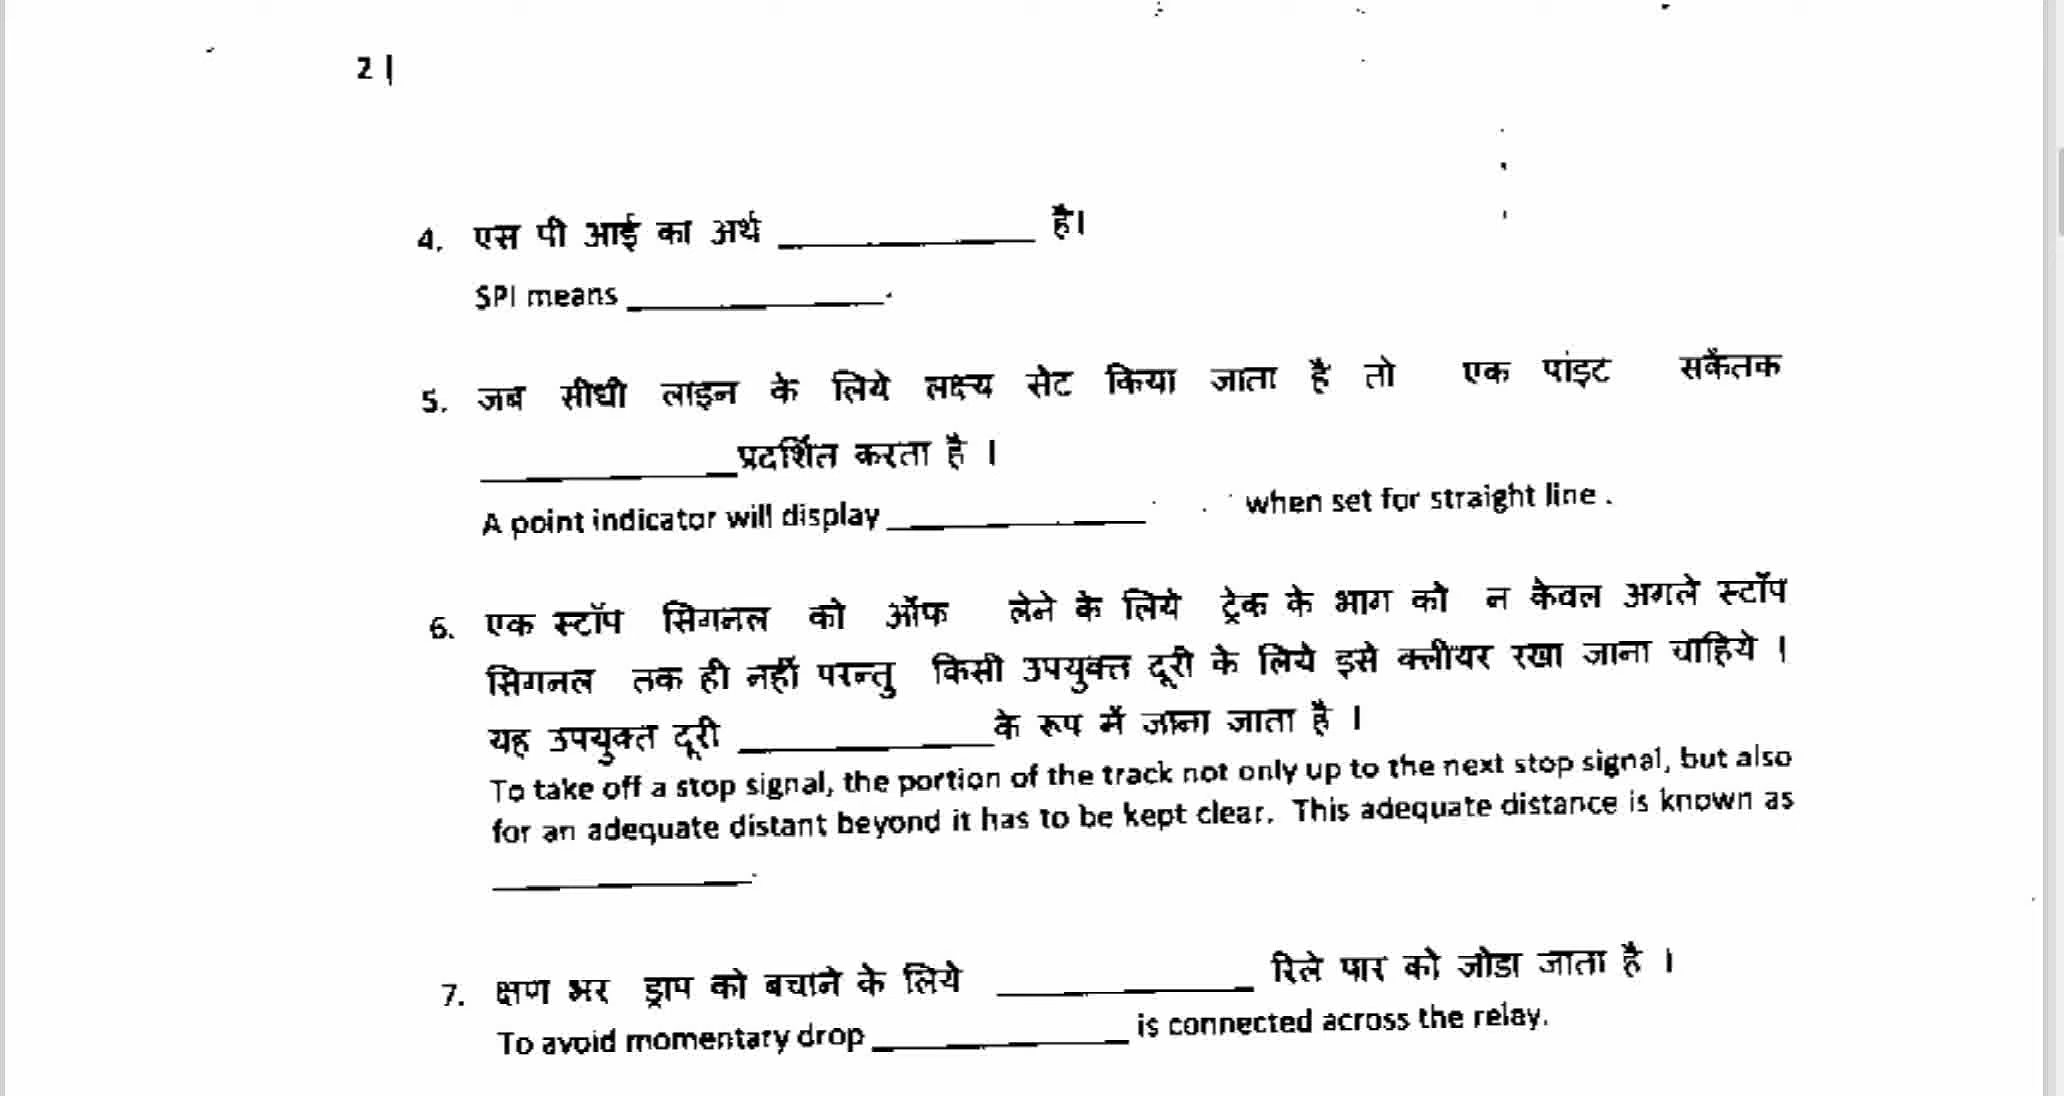 2 |
4. एस पी आई का अर्थ ____________ है।
SPI means ____________.
5. जब सीधी लाइन के लिये लक्ष्य सेट किया जाता है तो एक पांइट सकेंतक
____________प्रदर्शित करता है ।
A point indicator will display ____________ when set for straight line .
6. एक स्टॉप सिगनल को ऑफ लेने के लिये ट्रेक के भाग को न केवल अगले स्टॉप
सिगनल तक ही नहीं परन्तु किसी उपयुक्त दूरी के लिये इसे क्लीयर रखा जाना चाहिये ।
यह उपयुक्त दूरी ____________के रूप में जाना जाता है ।
To take off a stop signal, the portion of the track not only up to the next stop signal, but also
for an adequate distant beyond it has to be kept clear. This adequate distance is known as
____________.
7. क्षण भर ड्राप को बचाने के लिये ____________ रिले पार को जोडा जाता है ।
To avoid momentary drop ____________ is connected across the relay.